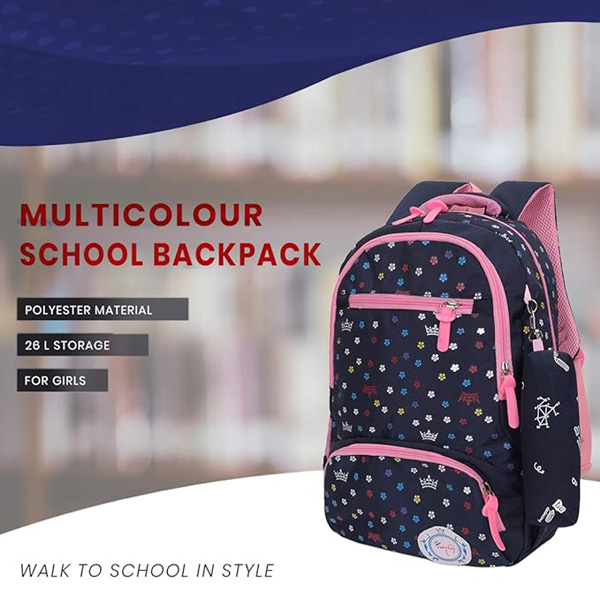 MULTICOLOUR
SCHOOL BACKPACK
POLYESTER MATERIAL
26 L STORAGE
FOR GIRLS
WALK TO SCHOOL IN STYLE